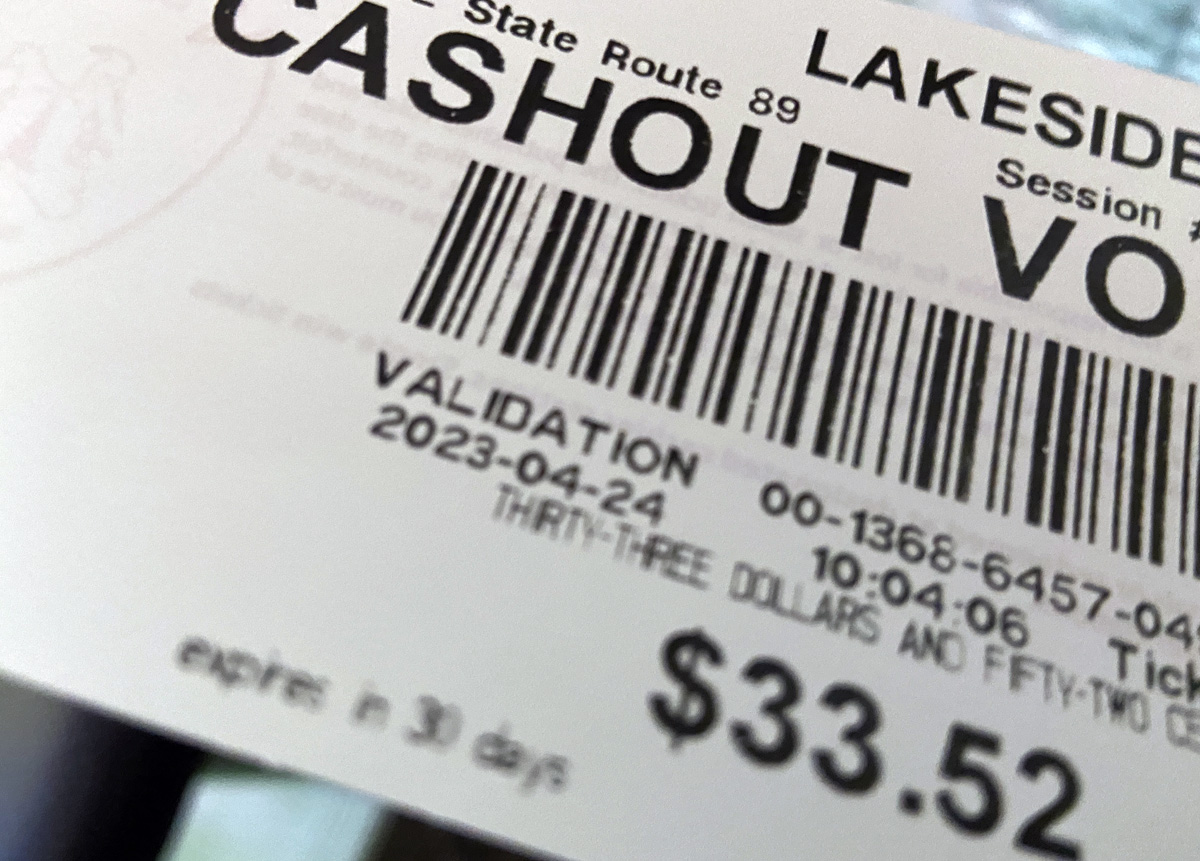 LAKESIDE
State Route 89
Session #
CASHOUT VO
VALIDATION 00-1368-6457-04
2023-04-24 10:04:06 Tick
THIRTY-THREE DOLLARS AND FIFTY-TWO CE
$33.52
expires in 30 days